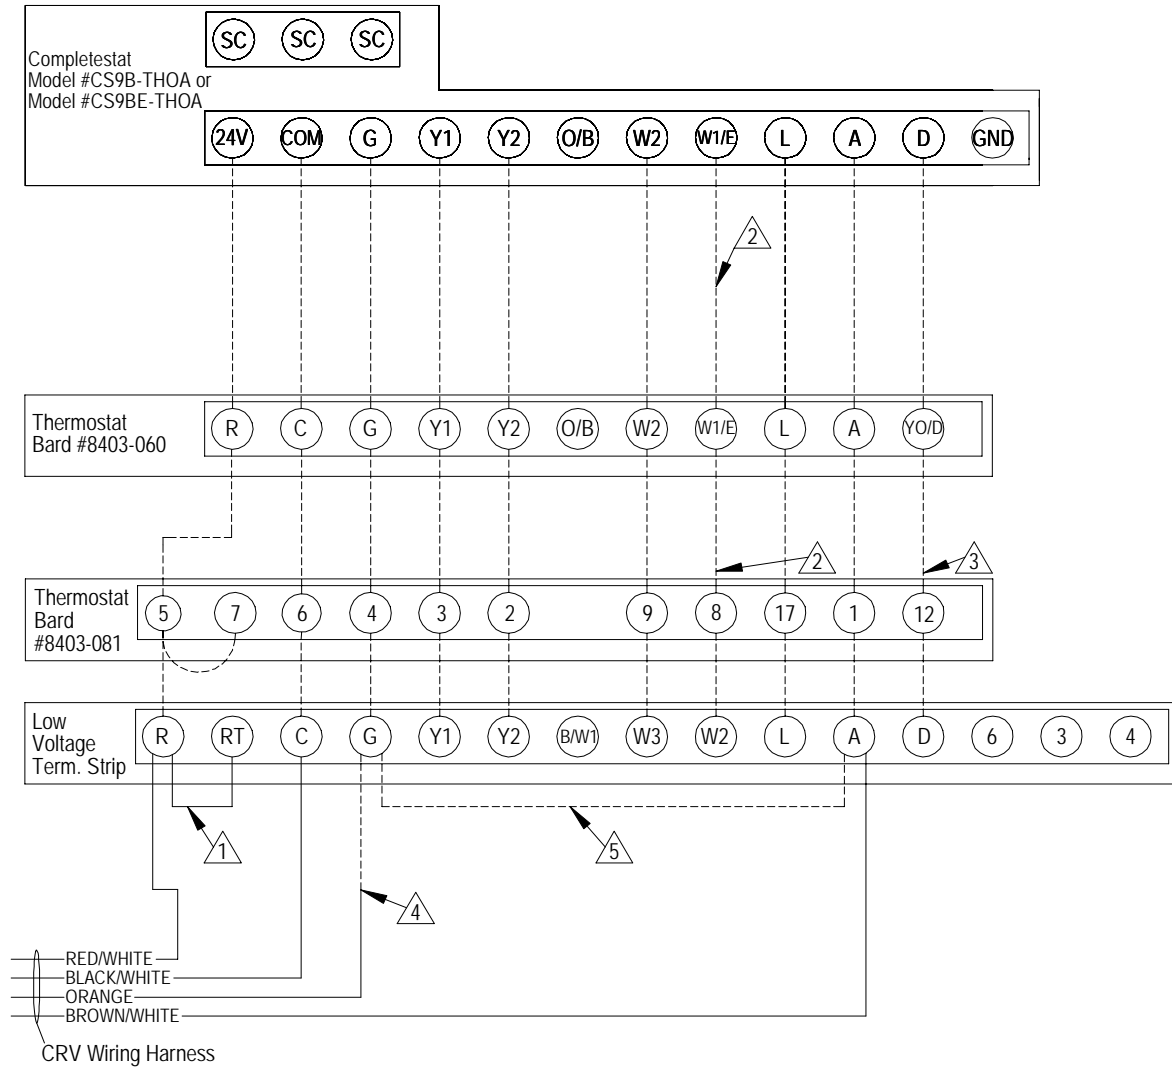 SC SC SC
Completestat
Model #CS9B-THOA or
Model #CS9BE-THOA
24V COM G Y1 Y2 O/B W2 W1/E L A D GND
2
Thermostat
Bard #8403-060
R C G Y1 Y2 O/B W2 W1/E L A YO/D
2 3
Thermostat
Bard
#8403-081
5 7 6 4 3 2 9 8 17 1 12
Low
Voltage
Term. Strip
R RT C G Y1 Y2 B/W1 W3 W2 L A D 6 3 4
1 5
4
RED/WHITE
BLACK/WHITE
ORANGE
BROWN/WHITE
CRV Wiring Harness